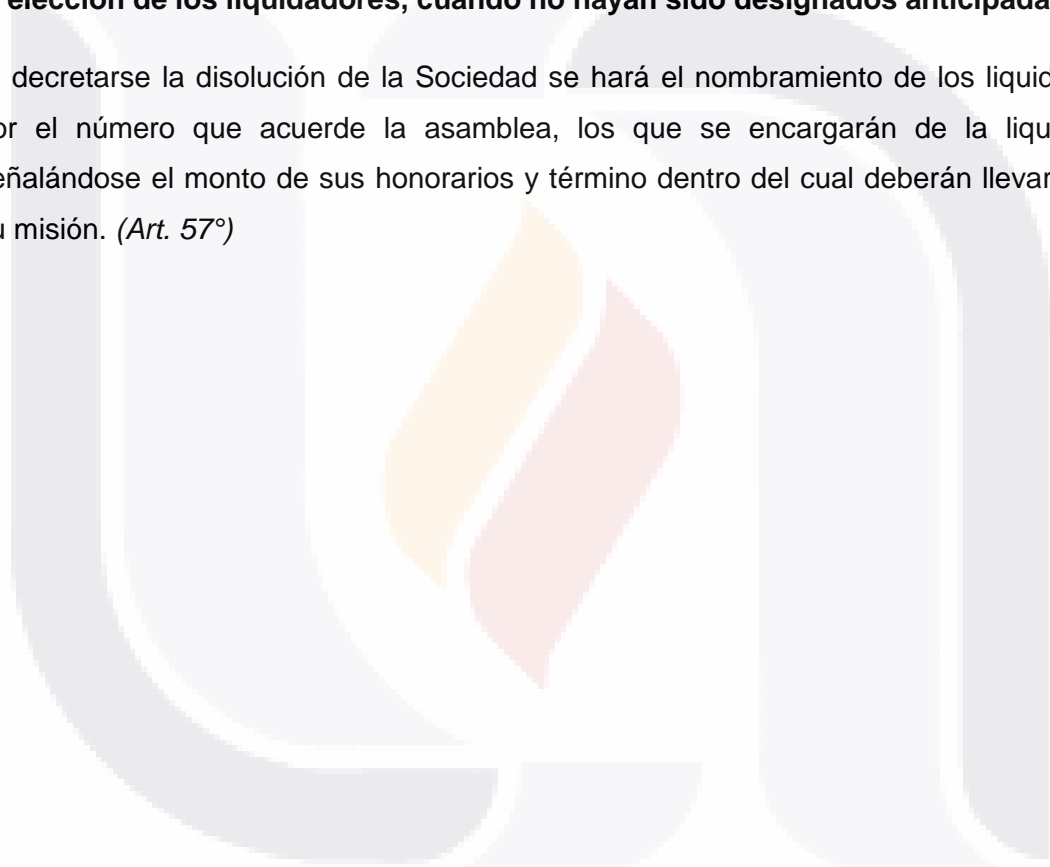 elección de los liquidadores, cuando no hayan sido designados anticipada
decretarse la disolución de la Sociedad se hará el nombramiento de los liquid
or el número que acuerde la asamblea, los que se encargarán de la liqu
eñalándose el monto de sus honorarios y término dentro del cual deberán llevar
u misión. (Art. 57°)